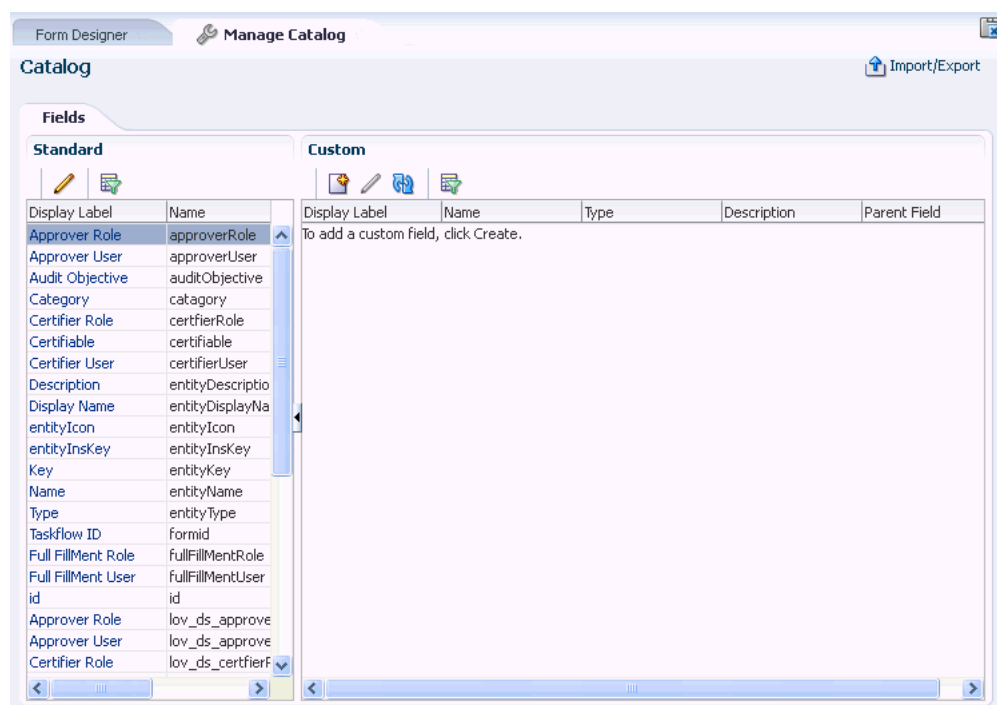 Form Designer Manage Catalog
Catalog Import/Export
Fields
Standard Custom
Display Label Name Display Label Name Type Description Parent Field
Approver Role approverRole To add a custom field, click Create.
Approver User approverUser
Audit Objective auditObjective
Category catagory
Certifier Role certfierRole
Certifiable certifiable
Certifier User certifierUser
Description entityDescriptio
Display Name entityDisplayNa
entityIcon entityIcon
entityInsKey entityInsKey
Key entityKey
Name entityName
Type entityType
Taskflow ID formid
Full FillMent Role fullFillMentRole
Full FillMent User fullFillMentUser
id id
Approver Role lov_ds_approve
Approver User lov_ds_approve
Certifier Role lov_ds_certfierF